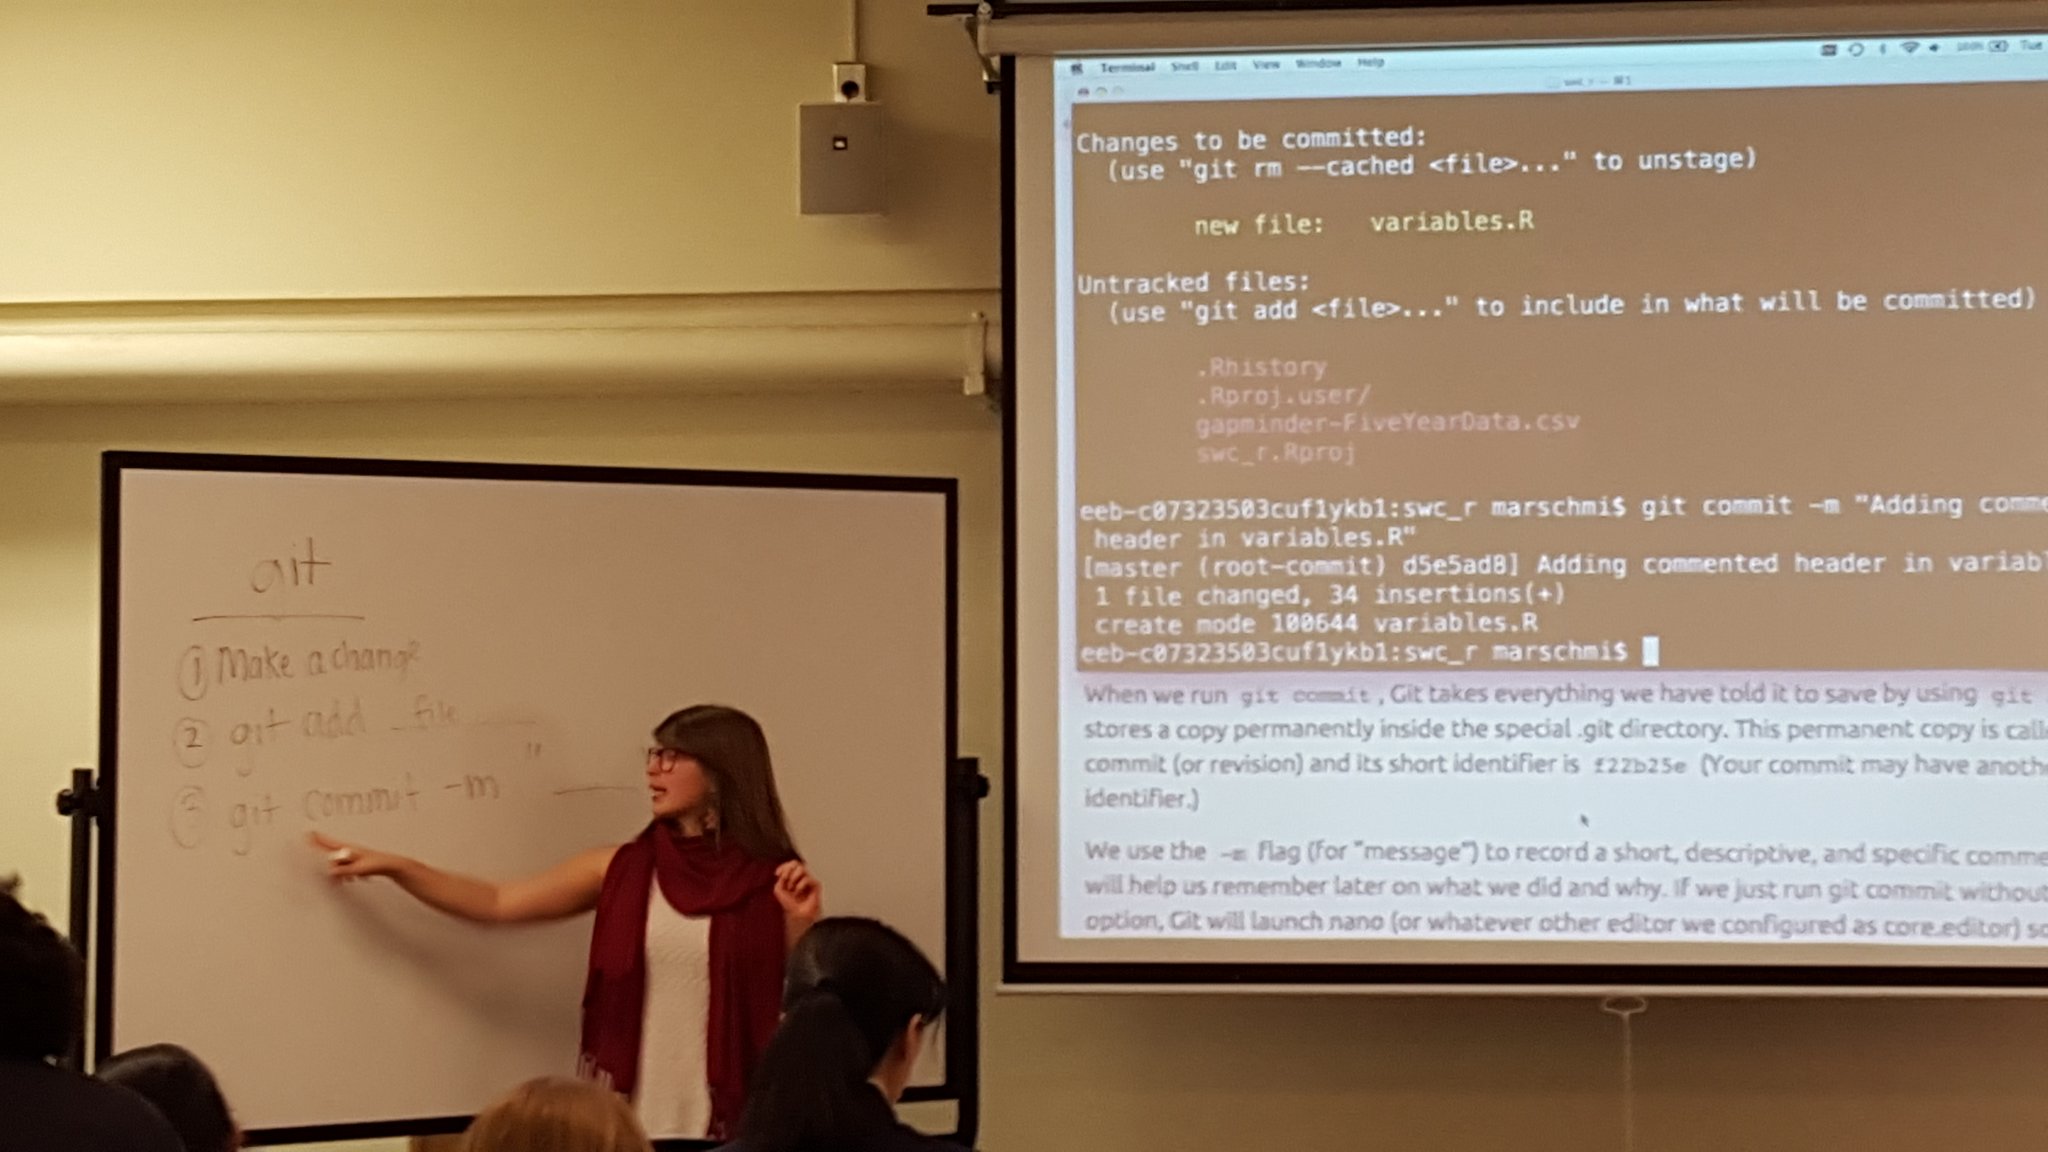 git
① Make a change
② git add _file
③ git commit -m "
Terminal Shell Edit View Window Help
100% Tue
Changes to be committed:
(use "git rm --cached <file>..." to unstage)
new file: variables.R
Untracked files:
(use "git add <file>..." to include in what will be committed)
.Rhistory
.Rproj.user/
gapminder-FiveYearData.csv
swc_r.Rproj
eeb-c07323503cuf1ykb1:swc_r marschmi$ git commit -m "Adding comme
header in variables.R"
[master (root-commit) d5e5ad8] Adding commented header in variabl
1 file changed, 34 insertions(+)
create mode 100644 variables.R
eeb-c07323503cuf1ykb1:swc_r marschmi$
When we run git commit, Git takes everything we have told it to save by using git
stores a copy permanently inside the special .git directory. This permanent copy is call
commit (or revision) and its short identifier is f22b25e (Your commit may have anoth
identifier.)
We use the -m flag (for "message") to record a short, descriptive, and specific comme
will help us remember later on what we did and why. If we just run git commit without
option, Git will launch nano (or whatever other editor we configured as core.editor) so